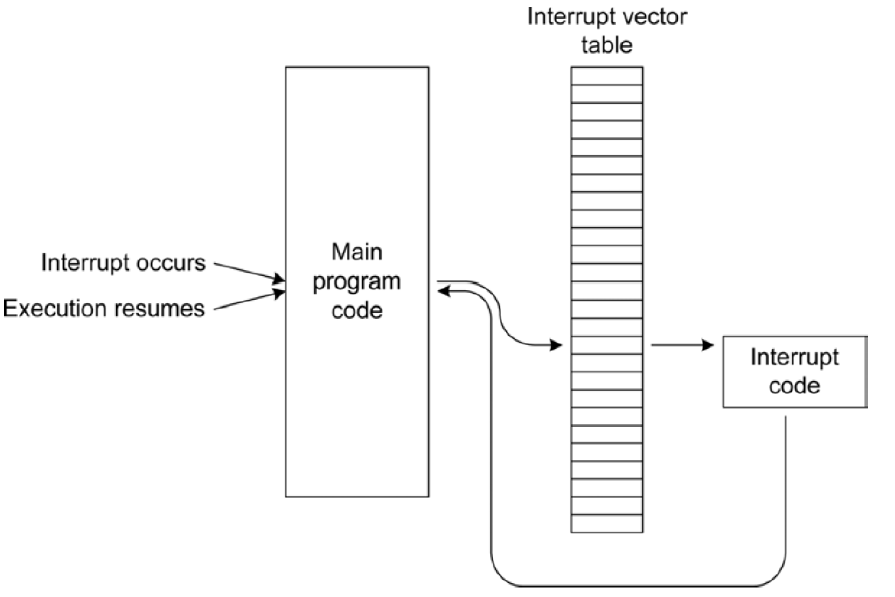 Interrupt vector
table
Interrupt occurs
Execution resumes
Main
program
code
Interrupt
code